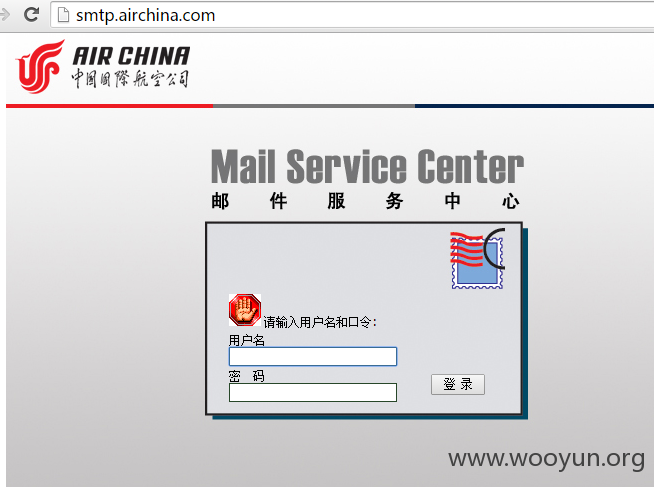 smtp.airchina.com
AIR CHINA
中国国際航空公司
Mail Service Center
邮 件 服 务 中 心
请输入用户名和口令：
用户名
密 码
登 录
www.wooyun.org